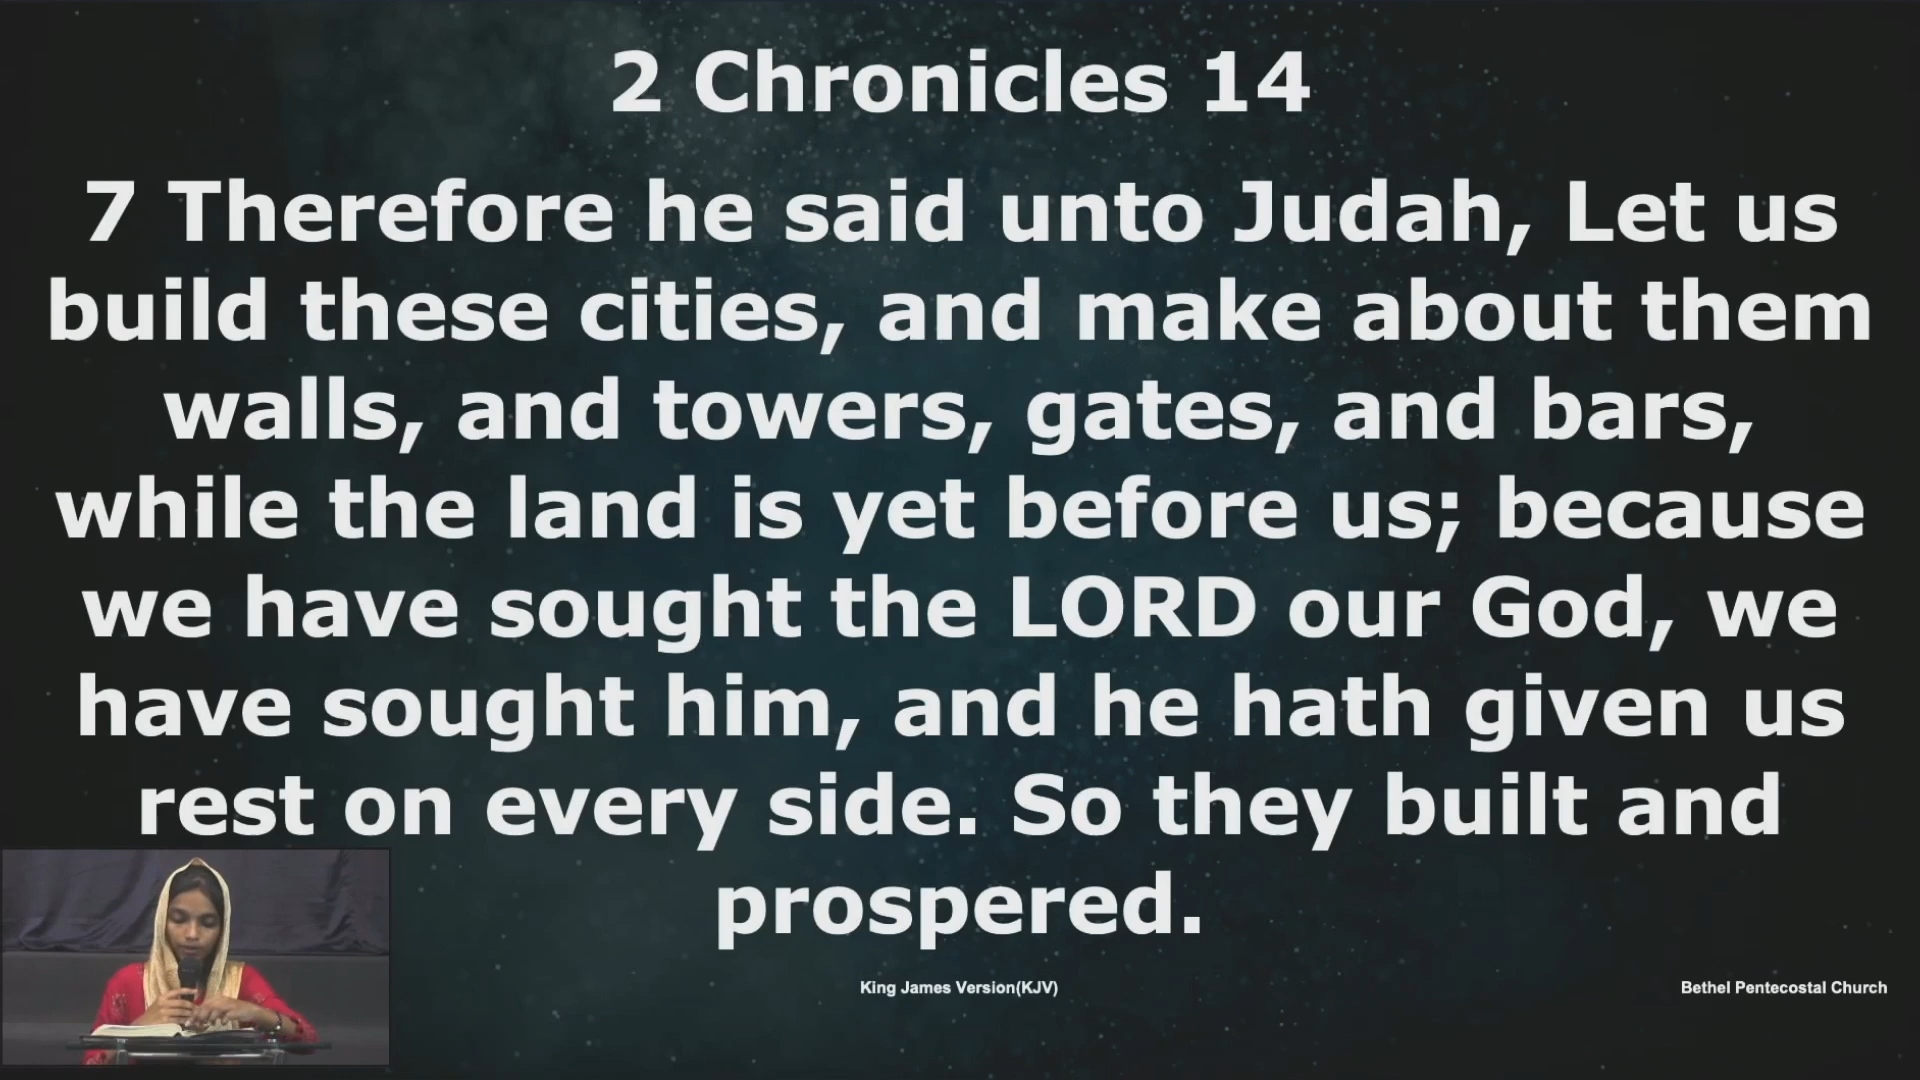 2 Chronicles 14
7 Therefore he said unto Judah, Let us
build these cities, and make about them
walls, and towers, gates, and bars,
while the land is yet before us; because
we have sought the LORD our God, we
have sought him, and he hath given us
rest on every side. So they built and
prospered.
King James Version(KJV)
Bethel Pentecostal Church